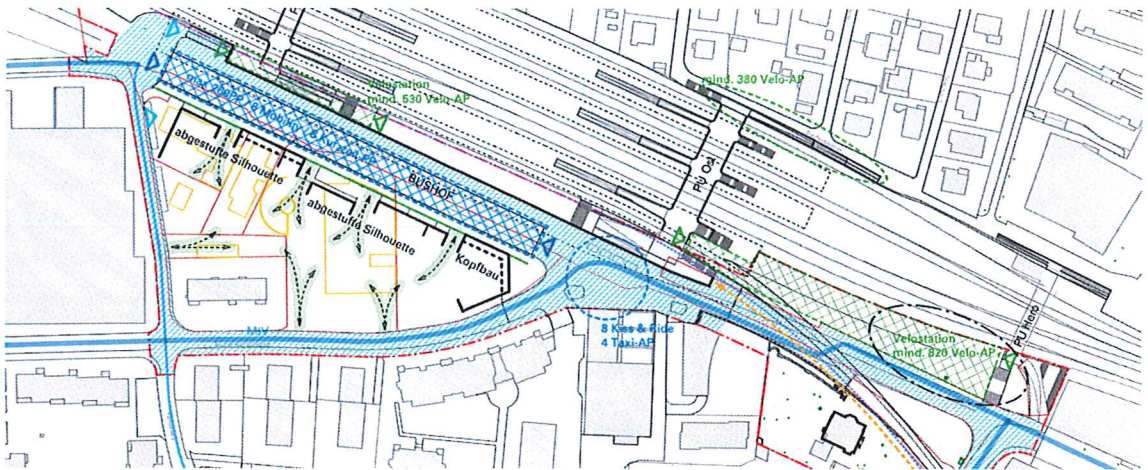 Velostation
mind. 530 Velo-AP
mind. 380 Velo-AP
abgestufte Silhouette
BUSHOF
abgestufte Silhouette
Kopfbau
PU Ost
MIV
8 Kiss & Ride
4 Taxi-AP
Velostation
mind. 820 Velo-AP
PU Hero